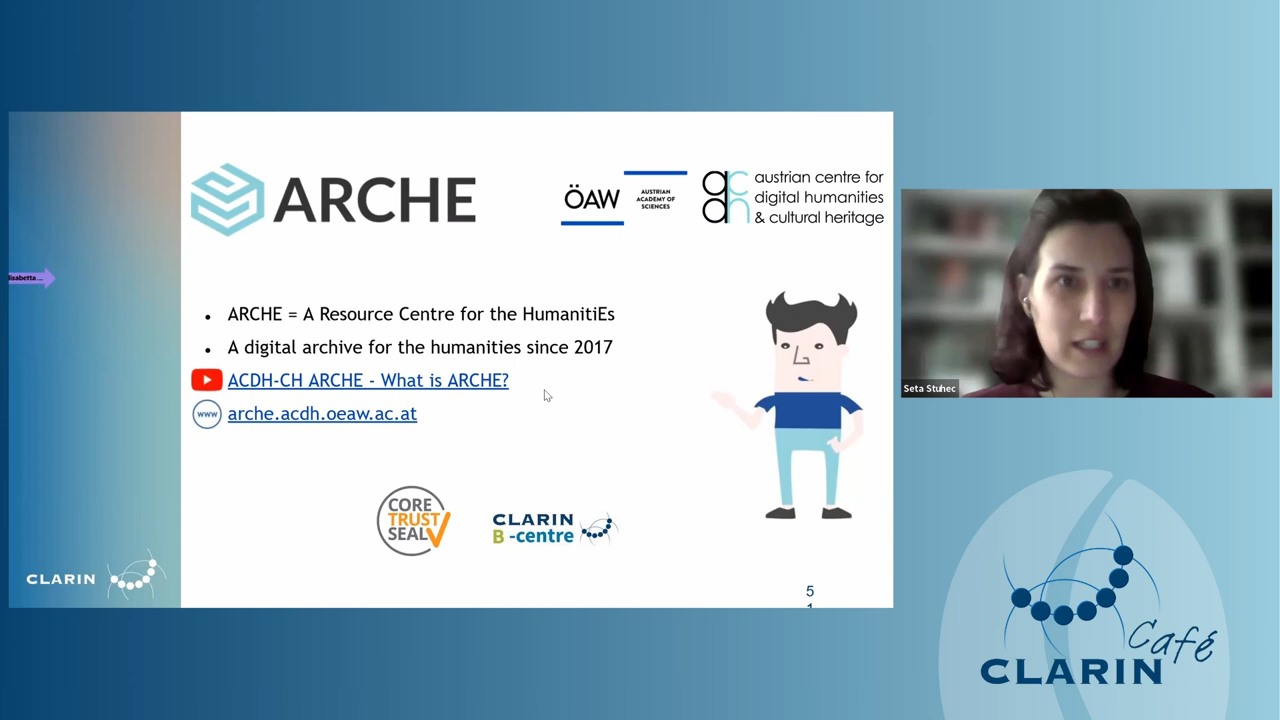 ARCHE
ÖAW
AUSTRIAN
ACADEMY OF
SCIENCES
acdh
austrian centre for
digital humanities
& cultural heritage
ARCHE = A Resource Centre for the HumanitiEs
A digital archive for the humanities since 2017
ACDH-CH ARCHE - What is ARCHE?
www
arche.acdh.oeaw.ac.at
CORE
TRUST
SEAL
CLARIN
B -centre
CLARIN
5
Seta Stuhec
Café
CLARIN